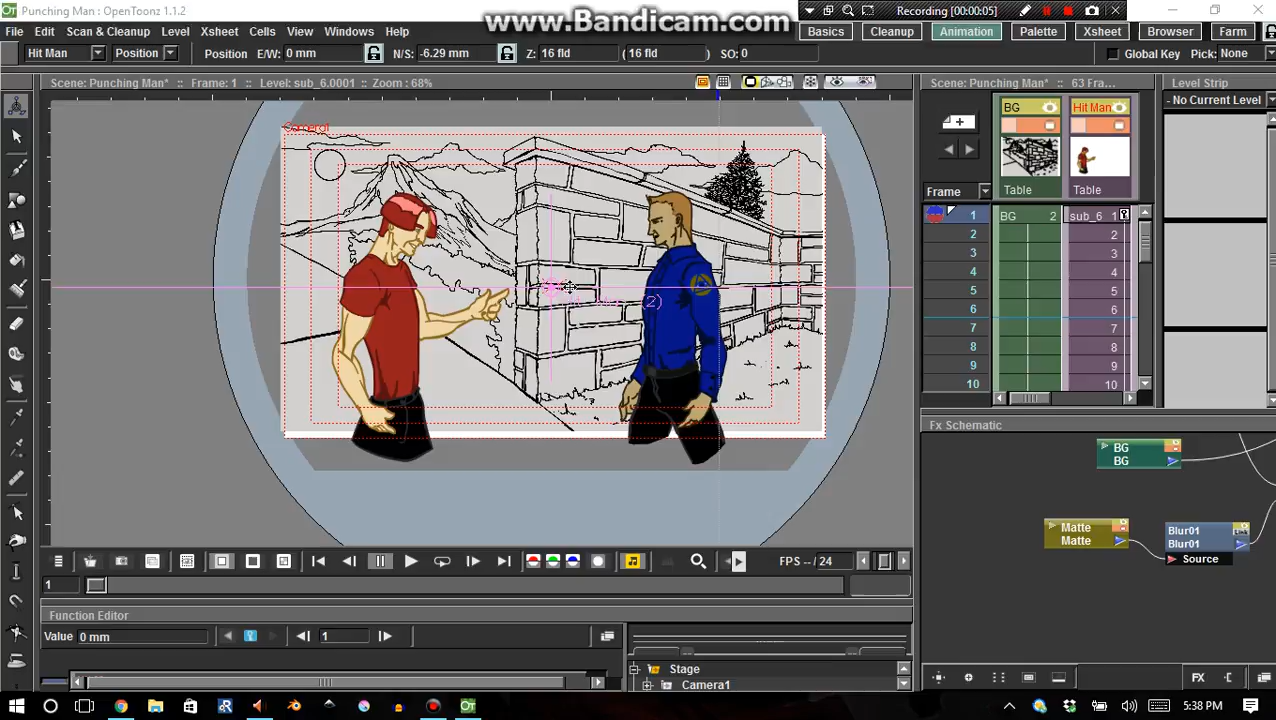 Punching Man : OpenToonz 1.1.2
www.Bandicam.com
Recording [00:00:05]
File Edit Scan & Cleanup Level Xsheet Cells View Windows Help
Basics Cleanup Animation Palette Xsheet Browser Farm
Hit Man Position Position E/W: 0 mm N/S: -6.29 mm Z: 16 fld ( 16 fld ) SO: 0
Global Key Pick: None
Scene: Punching Man* :: Frame: 1 :: Level: sub_6.0001 :: Zoom : 68%
Scene: Punching Man* :: 63 Fra...
Level Strip
- No Current Level
BG
Hit Man
Camera1
Table
Table
Frame
1 BG 2 sub_6 1
2 2
3 3
4 4
5 5
6 6
7 7
8 8
9 9
10 10
(2)
Fx Schematic
BG
BG
Matte
Matte
Blur01
Blur01
Source
FPS -- / 24
1
Function Editor
Value 0 mm
1
Stage
Camera1
FX
5:38 PM